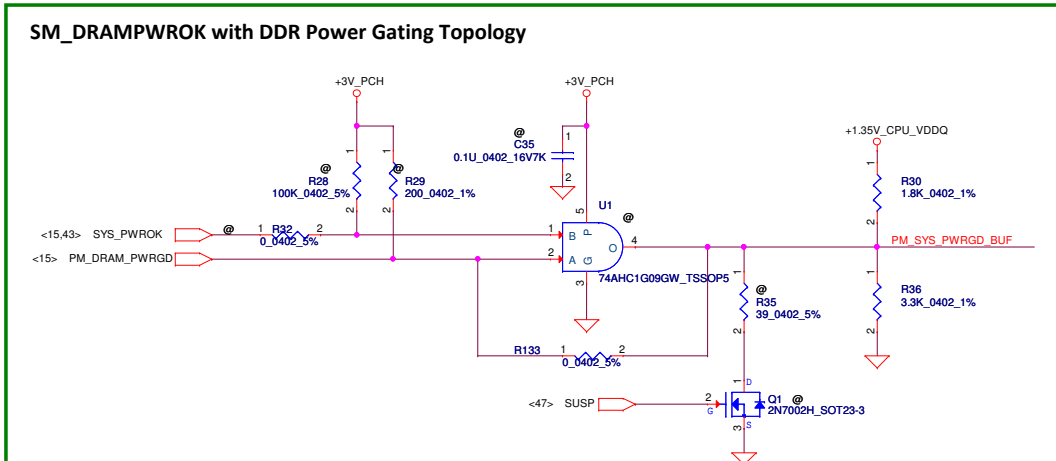 SM_DRAMPWROK with DDR Power Gating Topology
+3V_PCH
+3V_PCH
+1.35V_CPU_VDDQ
1
@
R28
100K_0402_5%
2
1
@
R29
200_0402_1%
2
@
C35
0.1U_0402_16V7K
1
2
1
R30
1.8K_0402_1%
2
<15,43> SYS_PWROK
@
1 R32 2
0_0402_5%
<15> PM_DRAM_PWRGD
U1
@
5
P
1 B
2 A
O 4
G
3
74AHC1G09GW_TSSOP5
PM_SYS_PWRGD_BUF
1
@
R35
39_0402_5%
2
1
R36
3.3K_0402_1%
2
R133 1 2
0_0402_5%
<47> SUSP
2
G
1 D
Q1 @
2N7002H_SOT23-3
3 S